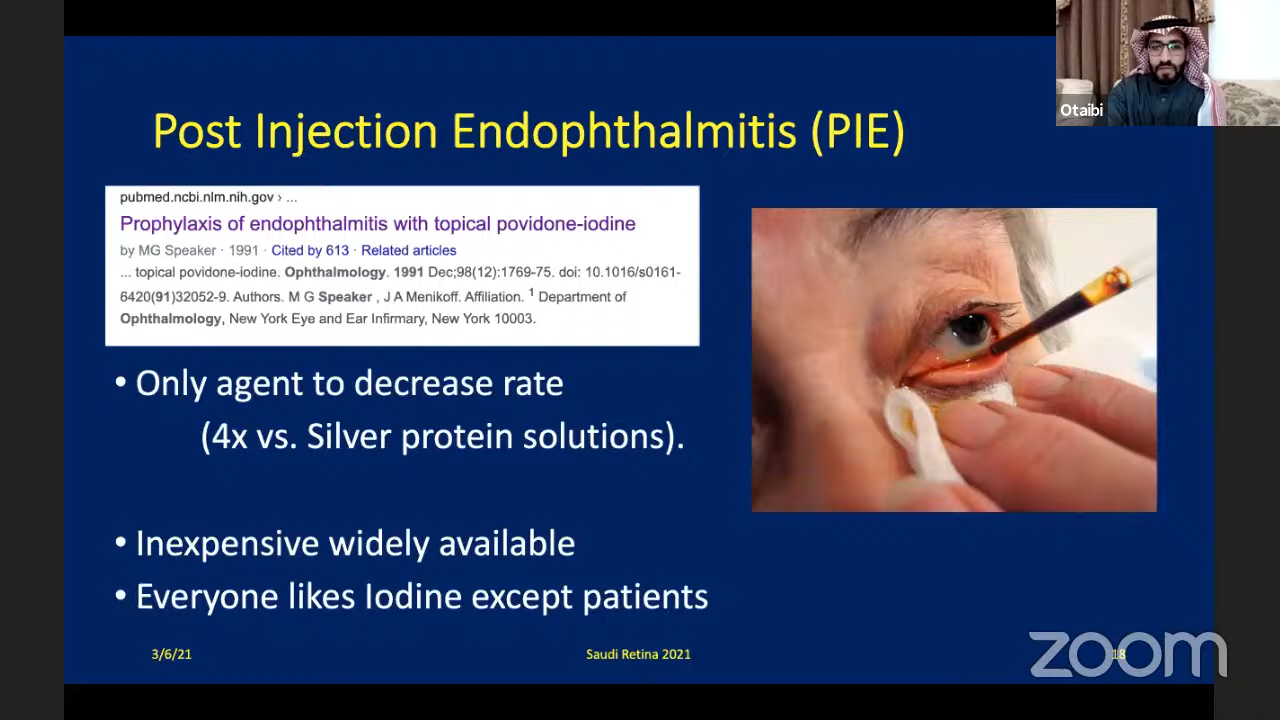 Otaibi
Post Injection Endophthalmitis (PIE)
pubmed.ncbi.nlm.nih.gov › ...
Prophylaxis of endophthalmitis with topical povidone-iodine
by MG Speaker · 1991 · Cited by 613 · Related articles
... topical povidone-iodine. Ophthalmology. 1991 Dec;98(12):1769-75. doi: 10.1016/s0161-
6420(91)32052-9. Authors. M G Speaker , J A Menikoff. Affiliation. 1 Department of
Ophthalmology, New York Eye and Ear Infirmary, New York 10003.
• Only agent to decrease rate
(4x vs. Silver protein solutions).
• Inexpensive widely available
• Everyone likes Iodine except patients
3/6/21
Saudi Retina 2021
18
zoom